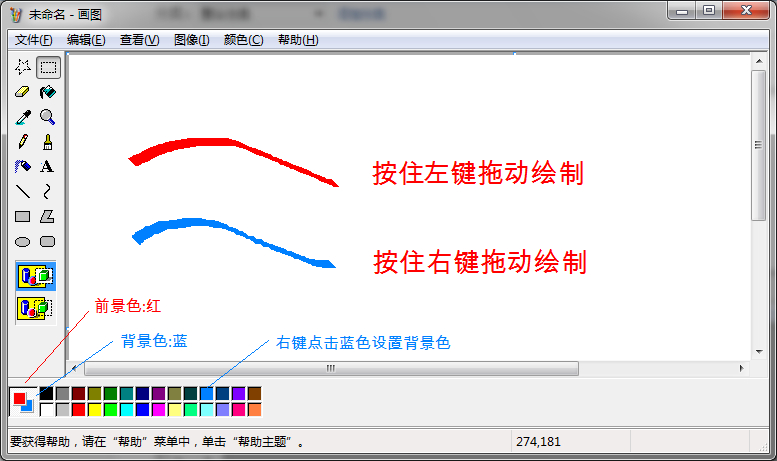 未命名 - 画图
文件(F) 编辑(E) 查看(V) 图像(I) 颜色(C) 帮助(H)
按住左键拖动绘制
按住右键拖动绘制
前景色:红
背景色:蓝
右键点击蓝色设置背景色
A
要获得帮助，请在“帮助”菜单中，单击“帮助主题”。
274,181